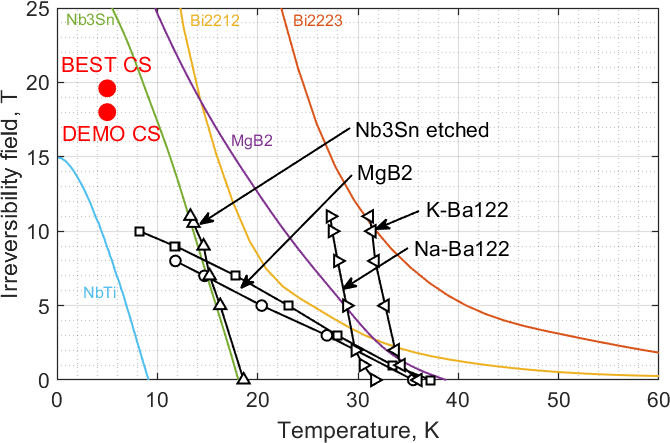 25
20
15
10
5
0
Irreversibility field, T
Nb3Sn
Bi2212
Bi2223
BEST CS
DEMO CS
Nb3Sn etched
MgB2
MgB2
K-Ba122
Na-Ba122
NbTi
0 10 20 30 40 50 60
Temperature, K